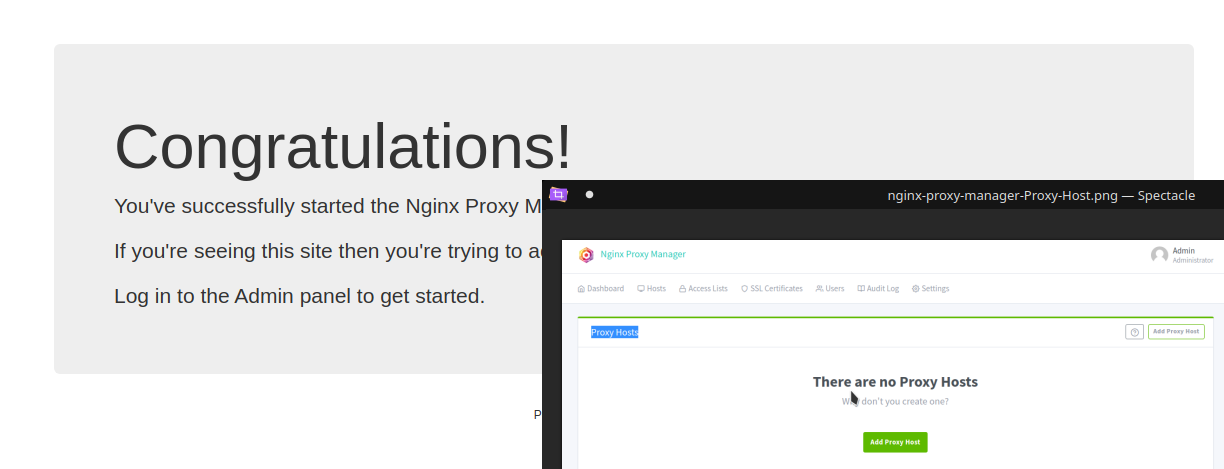 Congratulations!
You've successfully started the Nginx Proxy M
If you're seeing this site then you're trying to a
Log in to the Admin panel to get started.
P
nginx-proxy-manager-Proxy-Host.png — Spectacle
Nginx Proxy Manager
Admin
Administrator
Dashboard Hosts Access Lists SSL Certificates Users Audit Log Settings
Proxy Hosts
Add Proxy Host
There are no Proxy Hosts
Why don't you create one?
Add Proxy Host